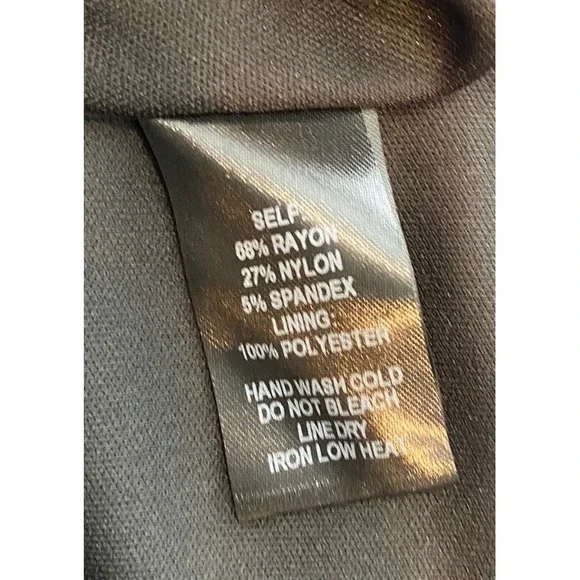 SELF:
68% RAYON
27% NYLON
5% SPANDEX
LINING:
100% POLYESTER
HAND WASH COLD
DO NOT BLEACH
LINE DRY
IRON LOW HEAT